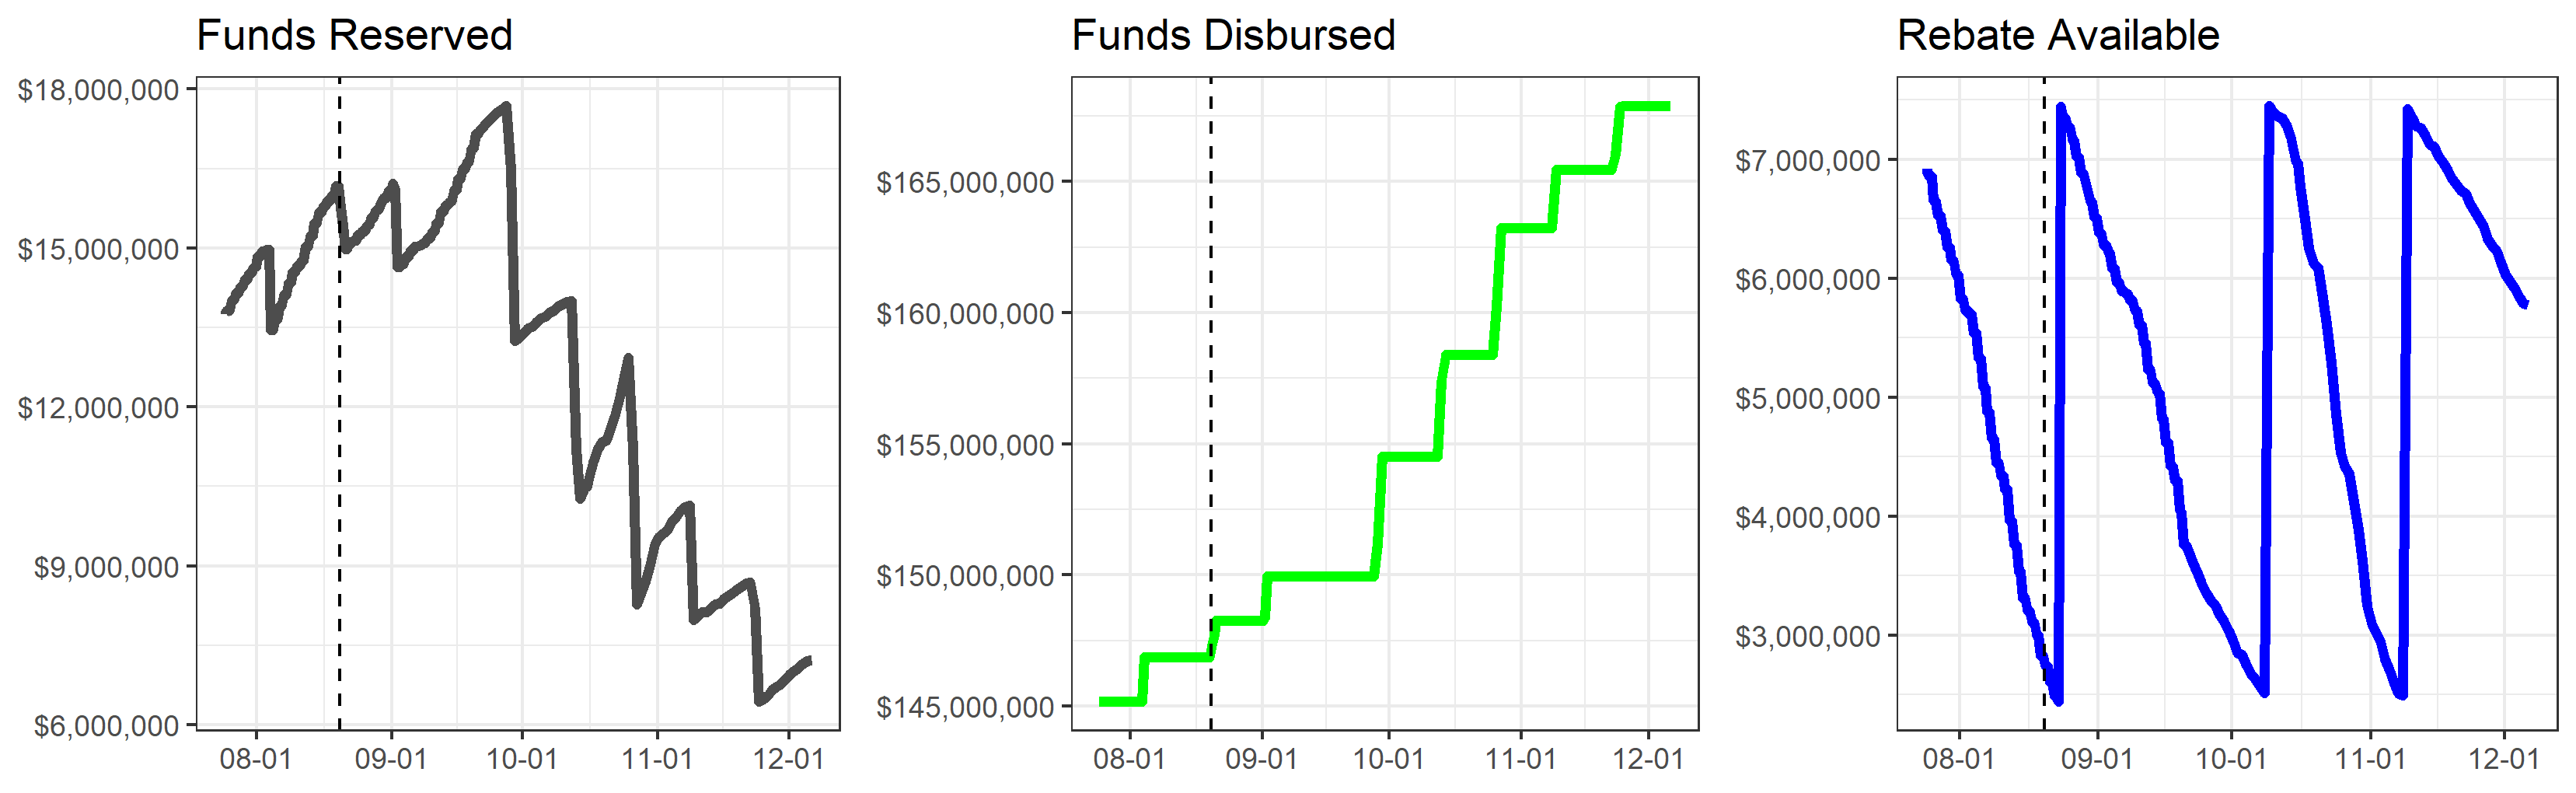 Funds Reserved
$18,000,000
$15,000,000
$12,000,000
$9,000,000
$6,000,000
08-01 09-01 10-01 11-01 12-01
Funds Disbursed
$165,000,000
$160,000,000
$155,000,000
$150,000,000
$145,000,000
08-01 09-01 10-01 11-01 12-01
Rebate Available
$7,000,000
$6,000,000
$5,000,000
$4,000,000
$3,000,000
08-01 09-01 10-01 11-01 12-01